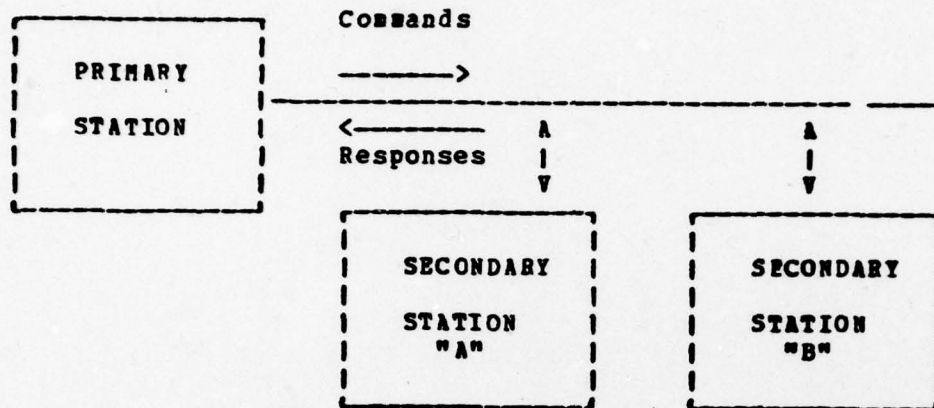 Commands
PRIMARY
STATION
Responses
SECONDARY
STATION
"A"
SECONDARY
STATION
"B"